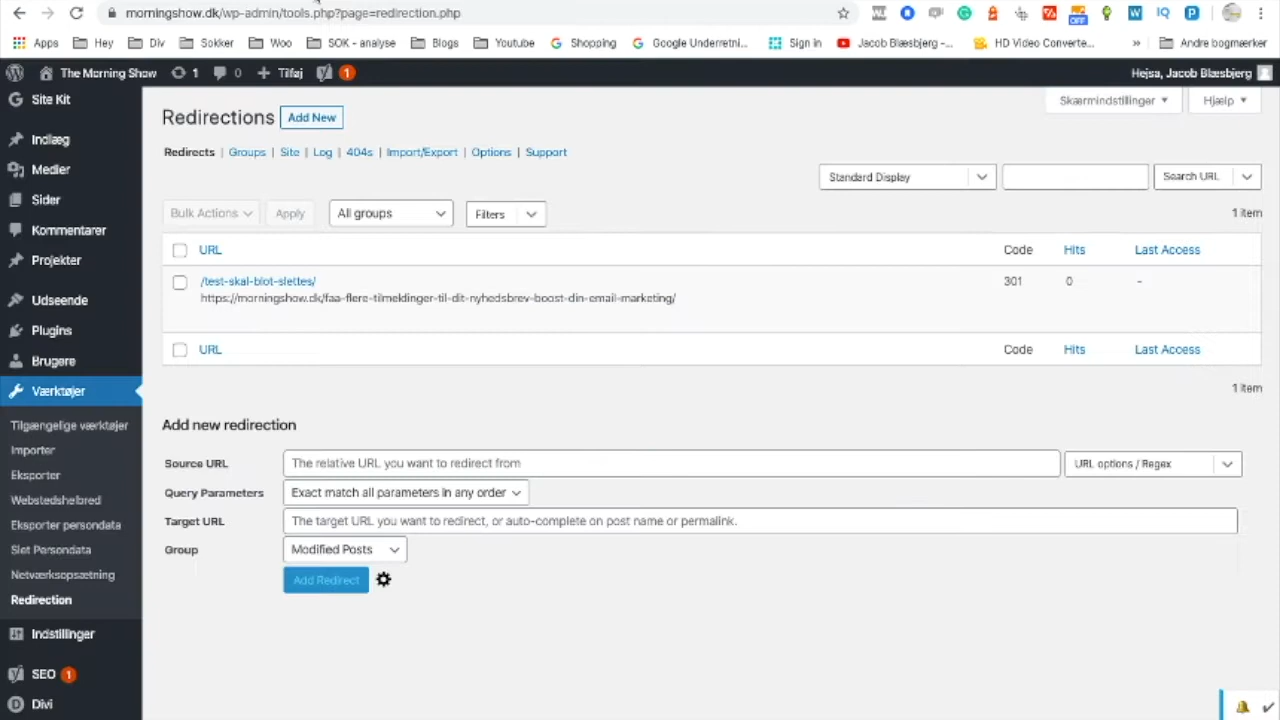 morningshow.dk/wp-admin/tools.php?page=redirection.php
Apps Hey Div Sokker Woo SOK - analyse Blogs Youtube Shopping Google Underretni... Sign in Jacob Blæsbjerg -... HD Video Converte... » Andre bogmærker
The Morning Show 1 0 + Tilføj 1 Hejsa, Jacob Blæsbjerg
Site Kit
Indlæg
Medier
Sider
Kommentarer
Projekter
Udseende
Plugins
Brugere
Værktøjer
Tilgængelige værktøjer
Importer
Eksporter
Webstedshelbred
Eksporter persondata
Slet Persondata
Netværksopsætning
Redirection
Indstillinger
SEO 1
Divi
Skærmindstillinger Hjælp
Redirections Add New
Redirects | Groups | Site | Log | 404s | Import/Export | Options | Support
Standard Display Search URL
Bulk Actions Apply All groups Filters 1 item
URL Code Hits Last Access
/test-skal-blot-slettes/ 301 0 -
https://morningshow.dk/faa-flere-tilmeldinger-til-dit-nyhedsbrev-boost-din-email-marketing/
URL Code Hits Last Access
1 item
Add new redirection
Source URL The relative URL you want to redirect from URL options / Regex
Query Parameters Exact match all parameters in any order
Target URL The target URL you want to redirect, or auto-complete on post name or permalink.
Group Modified Posts
Add Redirect